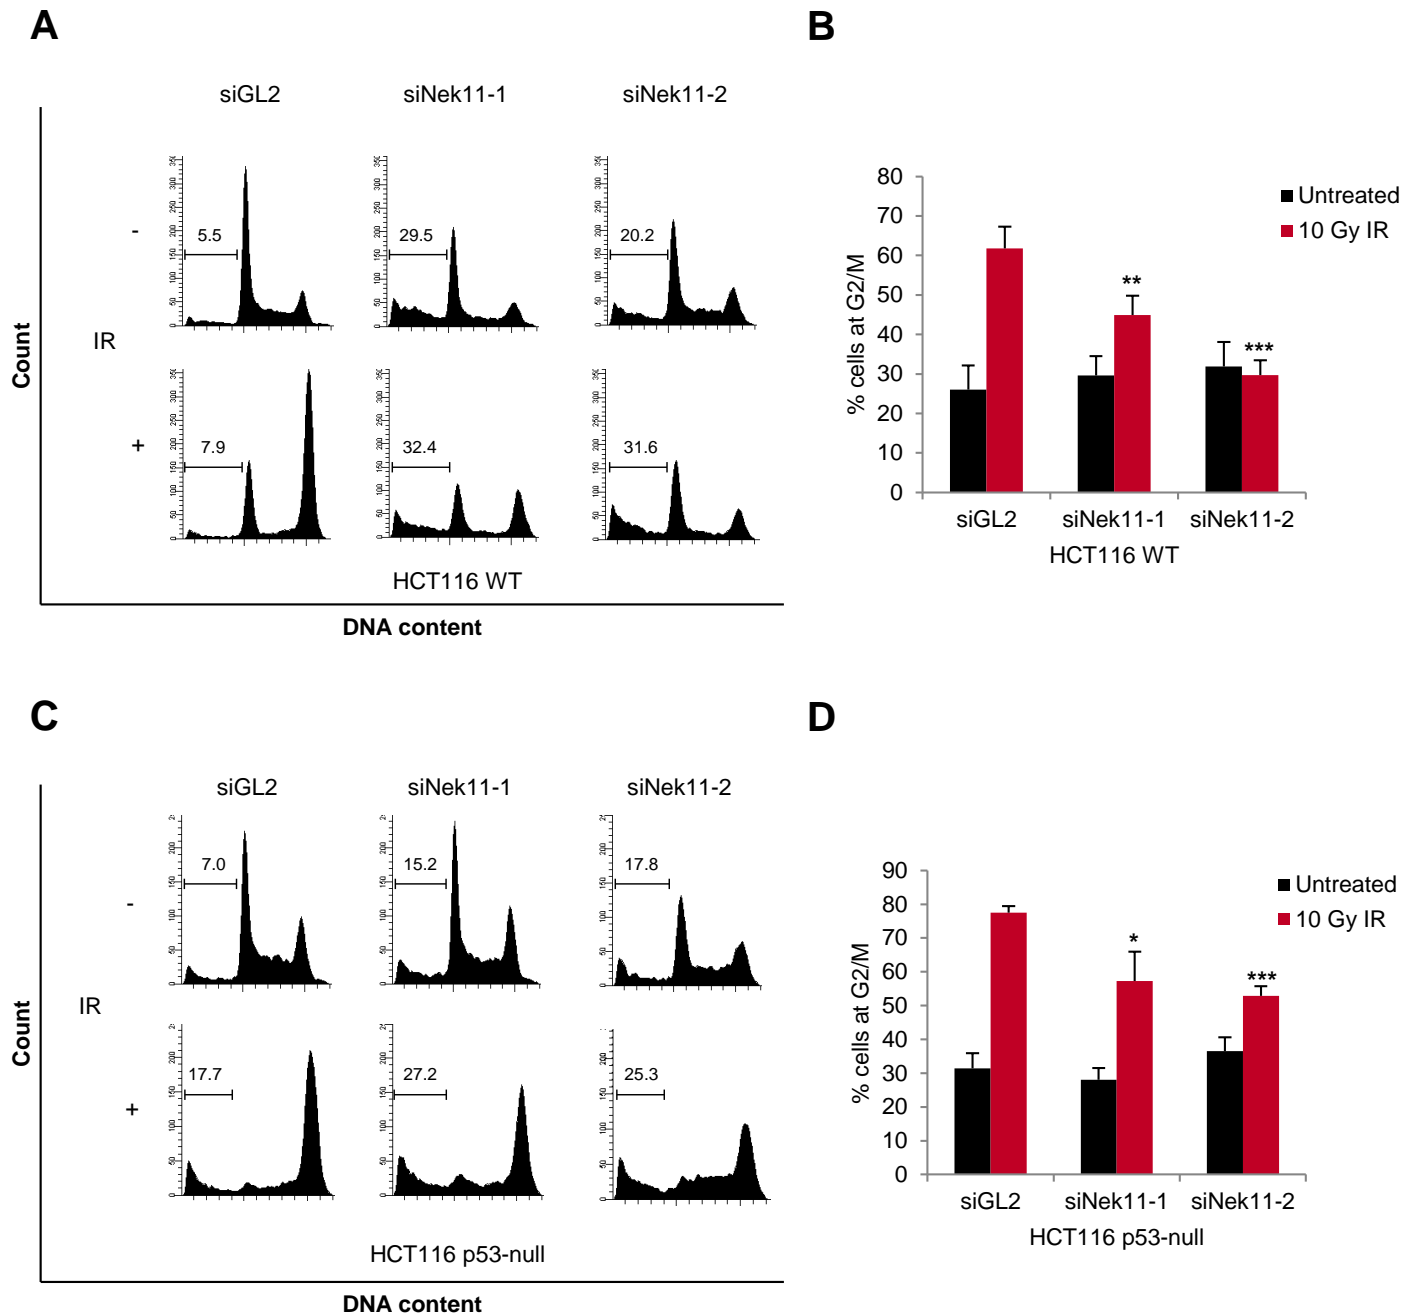 A
siGL2 siNek11-1 siNek11-2
Count
IR
-
5.5 29.5 20.2
+
7.9 32.4 31.6
HCT116 WT
DNA content
B
% cells at G2/M
80
70
60
50
40
30
20
10
0
Untreated
10 Gy IR
**
***
siGL2 siNek11-1 siNek11-2
HCT116 WT
C
siGL2 siNek11-1 siNek11-2
Count
IR
-
7.0 15.2 17.8
+
17.7 27.2 25.3
HCT116 p53-null
DNA content
D
% cells at G2/M
90
80
70
60
50
40
30
20
10
0
Untreated
10 Gy IR
*
***
siGL2 siNek11-1 siNek11-2
HCT116 p53-null